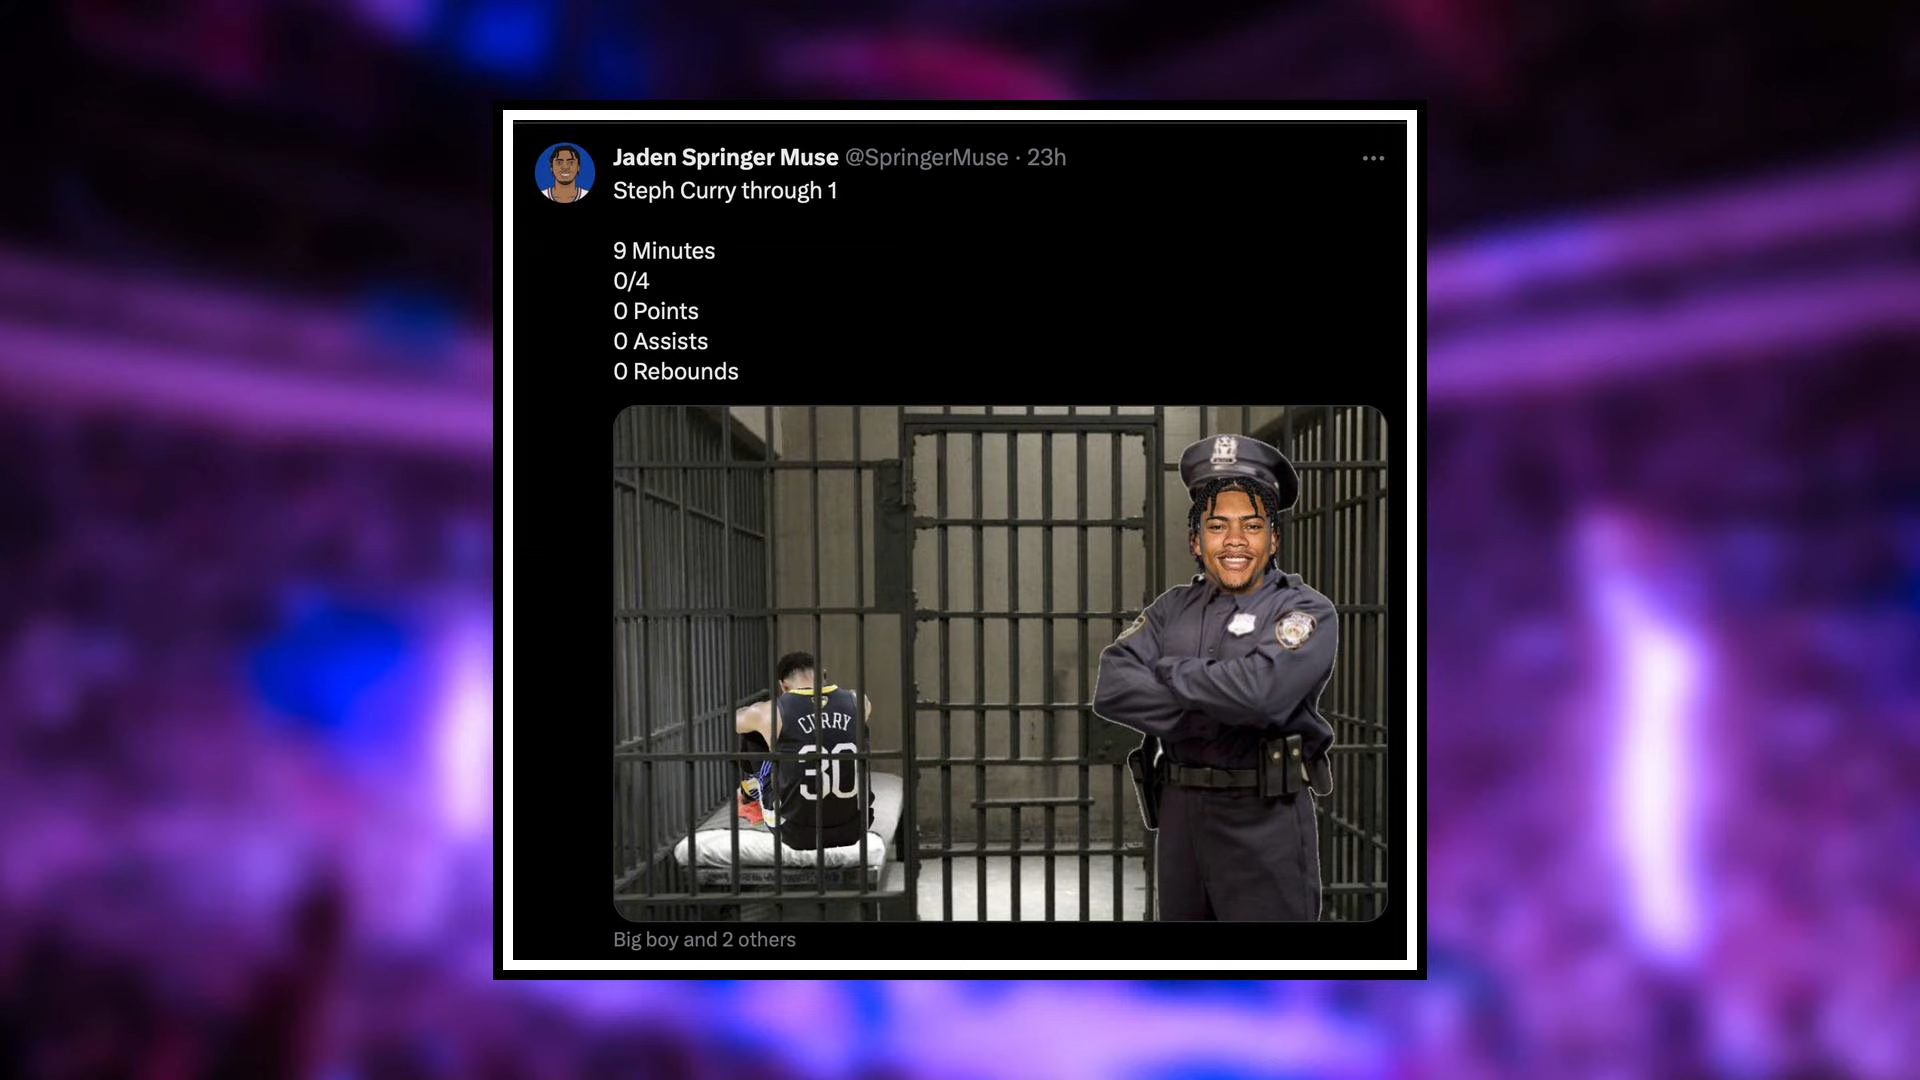 Jaden Springer Muse @SpringerMuse · 23h
Steph Curry through 1
9 Minutes
0/4
0 Points
0 Assists
0 Rebounds
CURRY
30
Big boy and 2 others